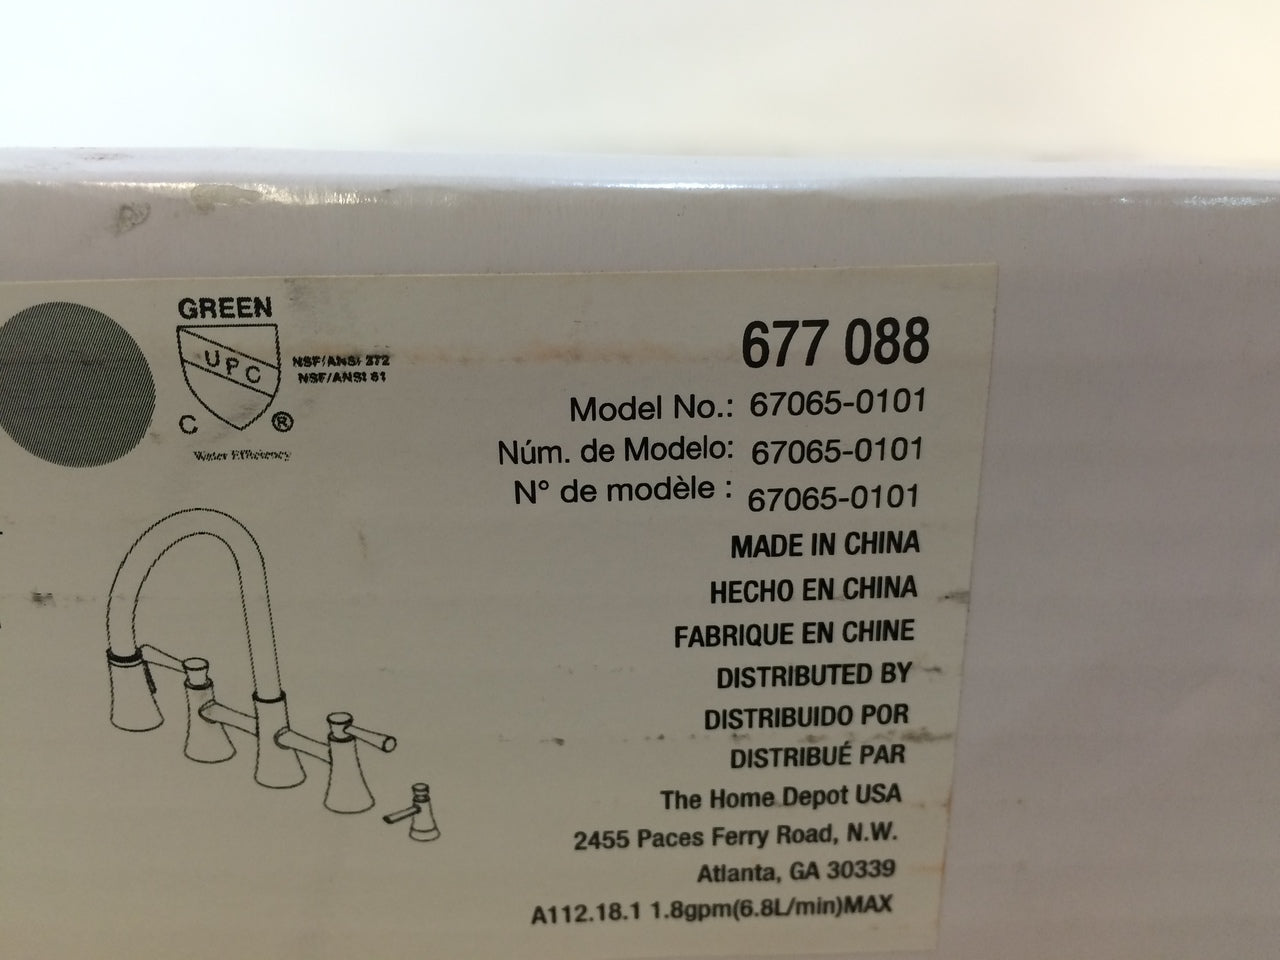 GREEN
UPC
C ®
Water Efficiency
NSF/ANSI 372
NSF/ANSI 61
677 088
Model No.: 67065-0101
Núm. de Modelo: 67065-0101
N° de modèle : 67065-0101
MADE IN CHINA
HECHO EN CHINA
FABRIQUE EN CHINE
DISTRIBUTED BY
DISTRIBUIDO POR
DISTRIBUÉ PAR
The Home Depot USA
2455 Paces Ferry Road, N.W.
Atlanta, GA 30339
A112.18.1 1.8gpm(6.8L/min)MAX